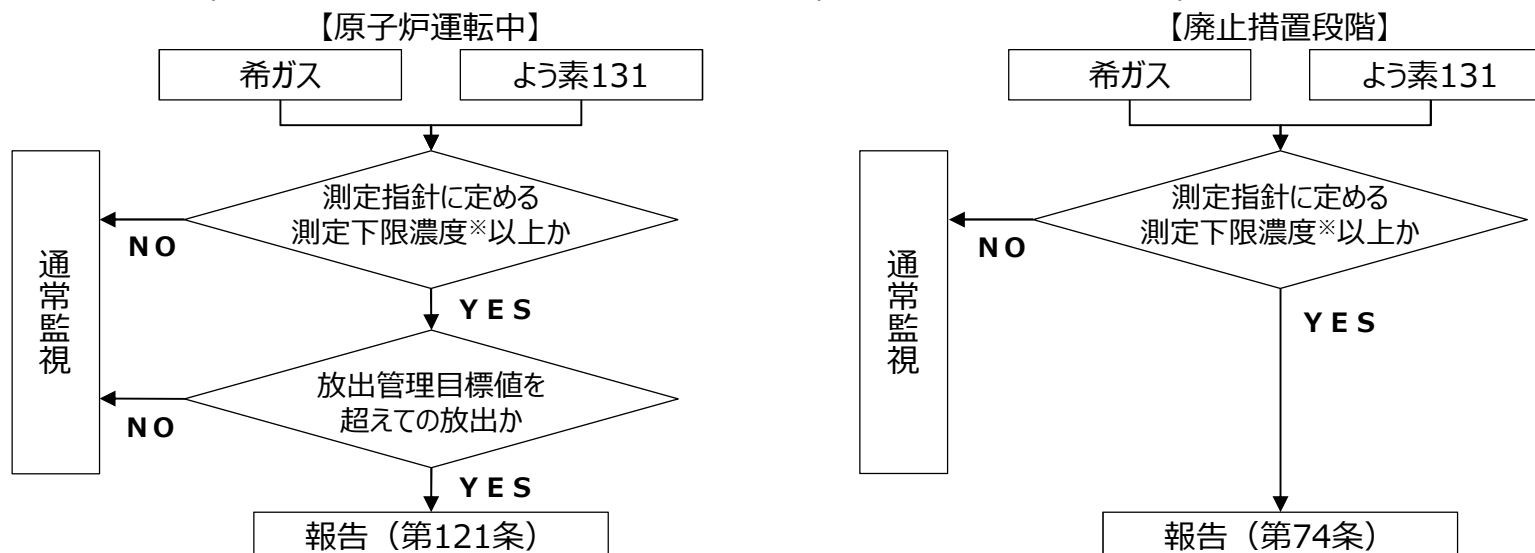 【原子炉運転中】
希ガス
よう素131
測定指針に定める
測定下限濃度※以上か
NO
YES
通常監視
放出管理目標値を
超えての放出か
NO
YES
報告（第121条）
【廃止措置段階】
希ガス
よう素131
測定指針に定める
測定下限濃度※以上か
NO
YES
通常監視
報告（第74条）